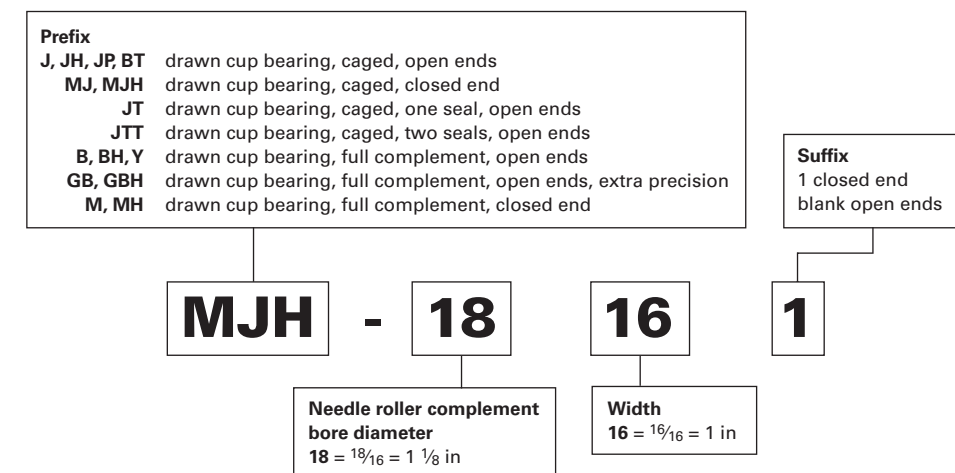 Prefix
J, JH, JP, BT drawn cup bearing, caged, open ends
MJ, MJH drawn cup bearing, caged, closed end
JT drawn cup bearing, caged, one seal, open ends
JTT drawn cup bearing, caged, two seals, open ends
B, BH, Y drawn cup bearing, full complement, open ends
GB, GBH drawn cup bearing, full complement, open ends, extra precision
M, MH drawn cup bearing, full complement, closed end
Suffix
1 closed end
blank open ends
MJH - 18 16 1
Needle roller complement
bore diameter
18 = 18/16 = 1 1/8 in
Width
16 = 16/16 = 1 in